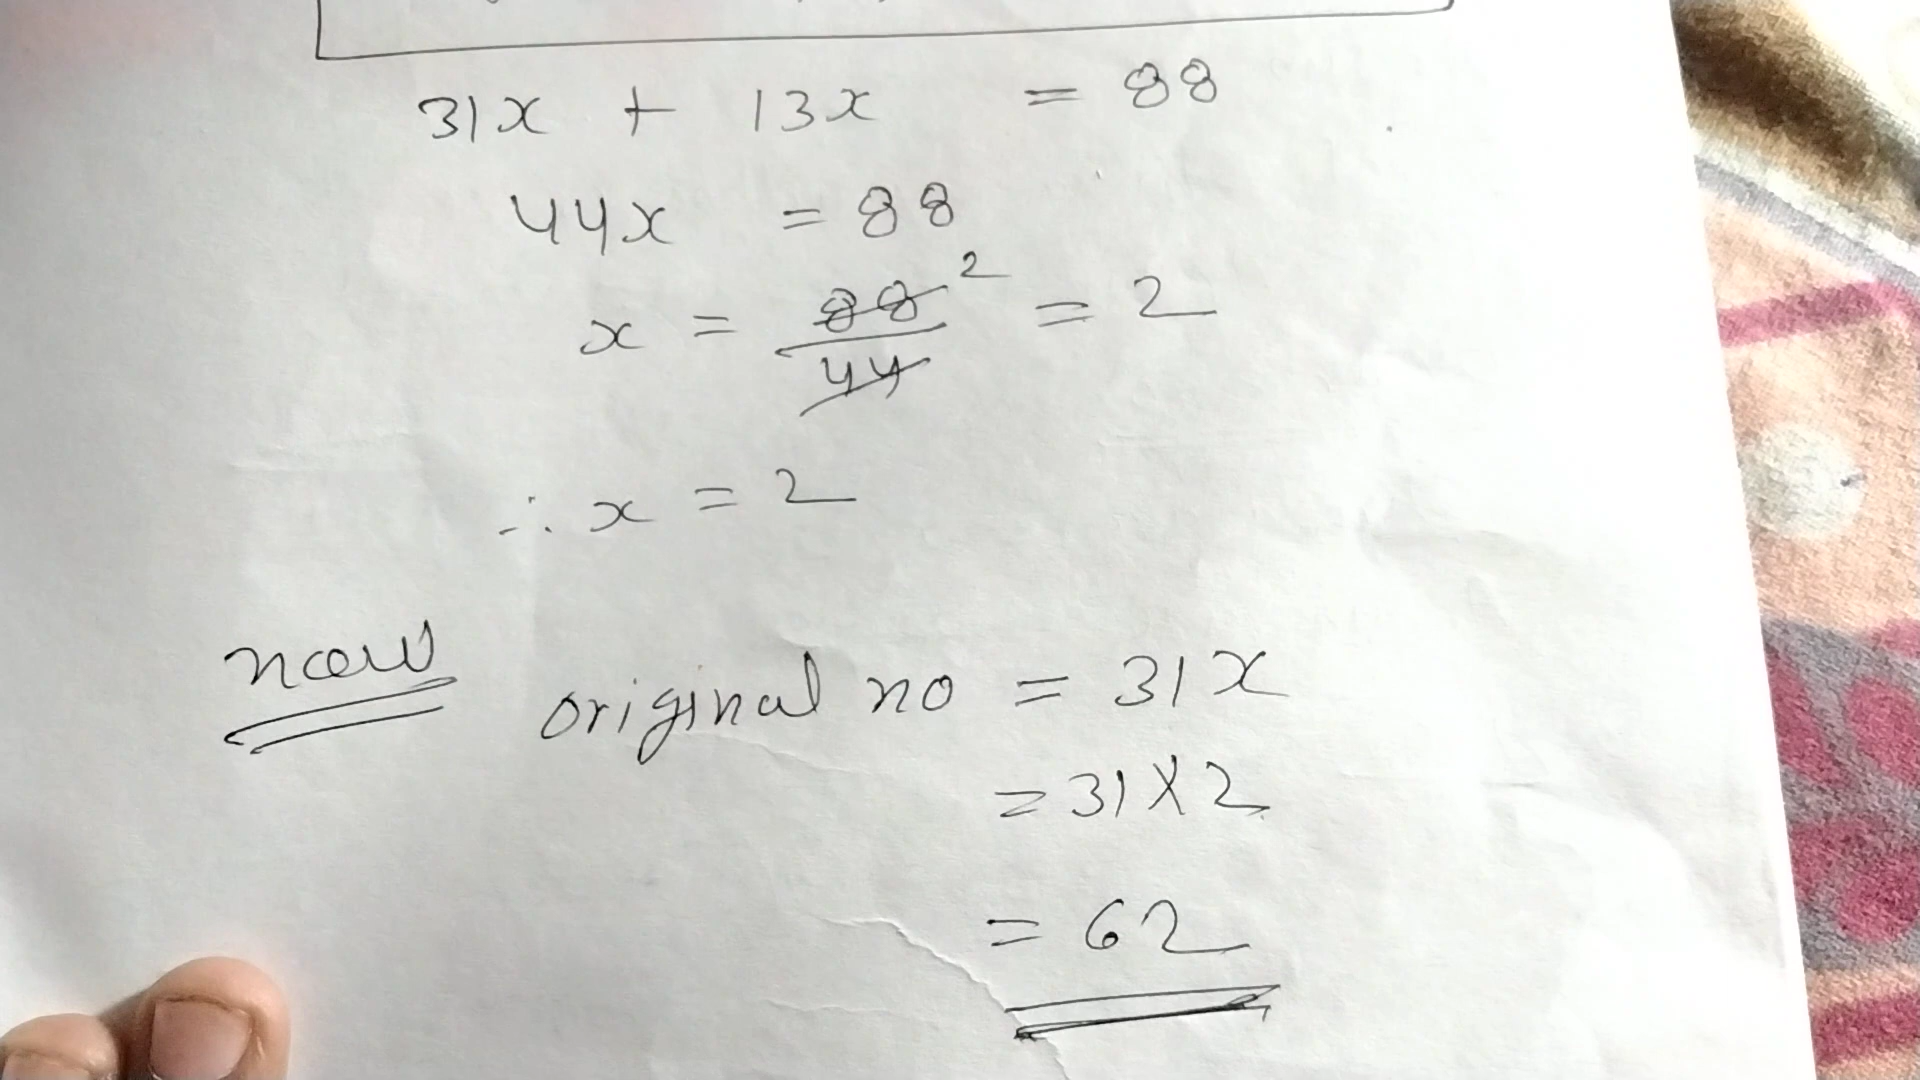 31x + 13x = 88
44x = 88
x = 88/44 2 = 2
∴ x = 2
now original no = 31x
= 31 X 2
= 62